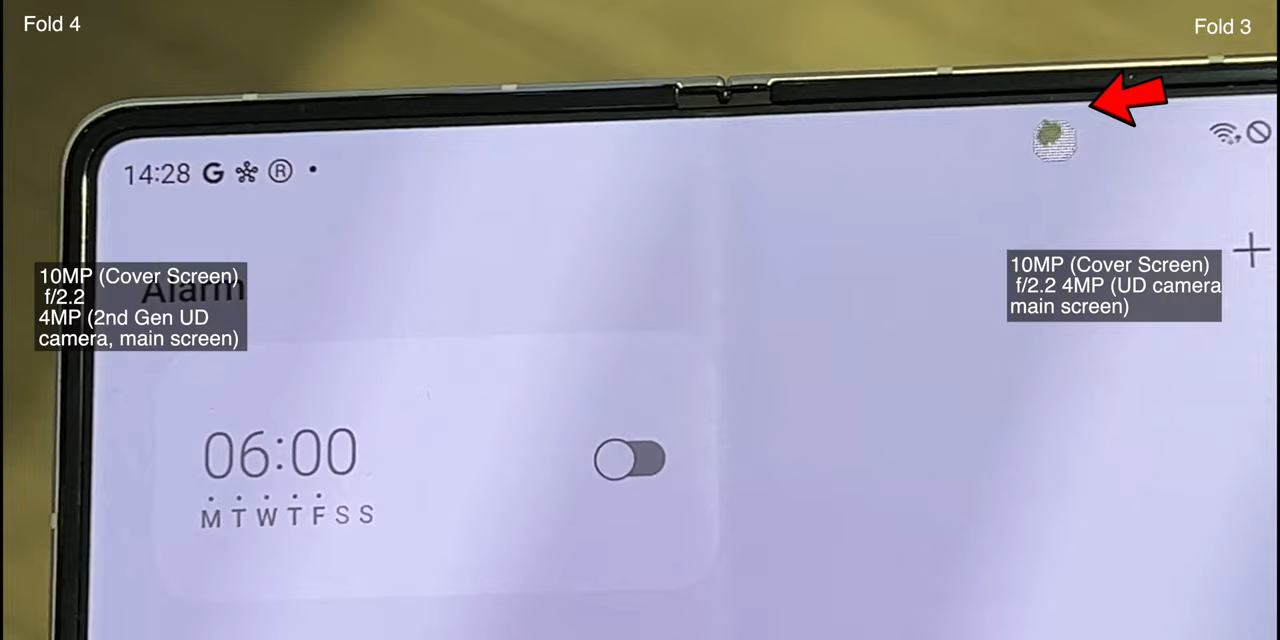 Fold 4
Fold 3
14:28 G Ⓡ
10MP (Cover Screen)
f/2.2
4MP (2nd Gen UD
camera, main screen)
Alarm
10MP (Cover Screen)
f/2.2 4MP (UD camera
main screen)
06:00
M T W T F S S